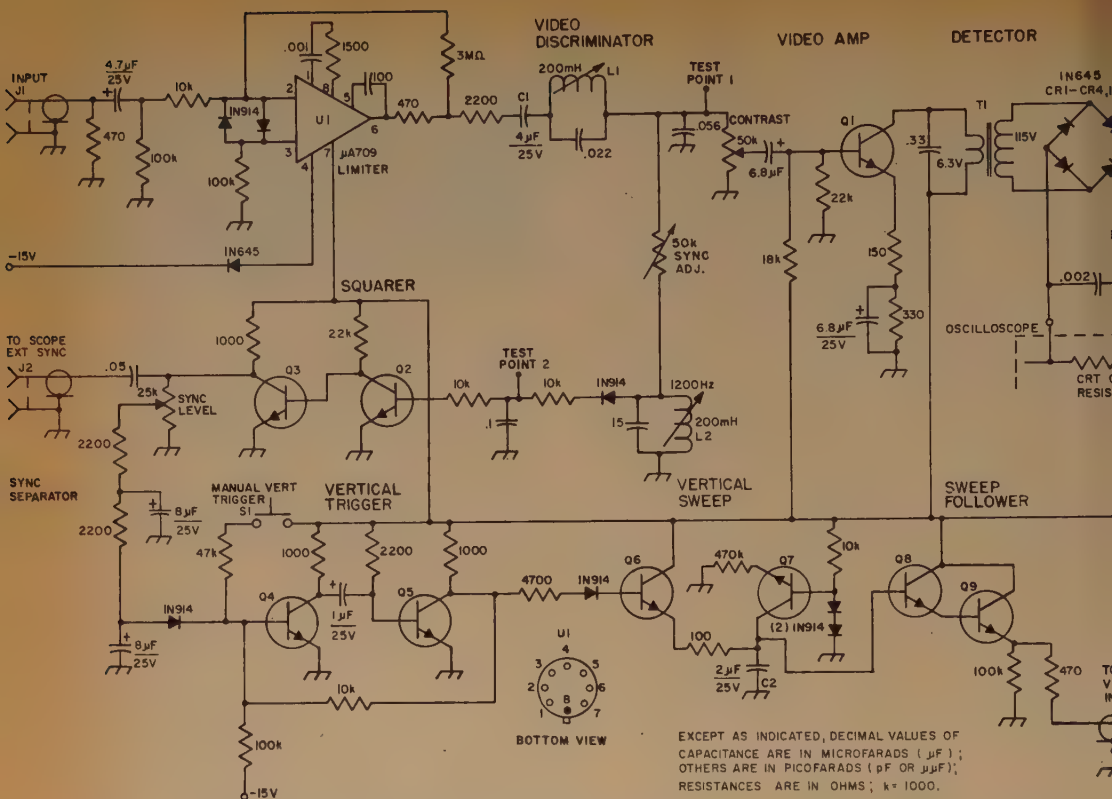 VIDEO
DISCRIMINATOR
VIDEO AMP
DETECTOR
INPUT
J1
4.7µF
25V
10k
.001
1500
3MΩ
200mH
L1
TEST
POINT 1
1N645
CR1-CR4,
T1
470
100k
1N914
100k
2
3
4
1
8
5
6
7
U1
100
µA709
LIMITER
470
2200
C1
4µF
25V
.022
.056
CONTRAST
50k
6.8µF
Q1
22k
.33
6.3V
115V
-15V
1N645
50k
SYNC
ADJ.
18k
150
6.8µF
25V
330
.002
OSCILLOSCOPE
SQUARER
TO SCOPE
EXT SYNC
J2
.05
25k
SYNC
LEVEL
1000
Q3
22k
Q2
TEST
POINT 2
10k
10k
.1
1N914
1200Hz
.15
200mH
L2
CRT
RESIS
2200
SYNC
SEPARATOR
8µF
25V
2200
MANUAL VERT
TRIGGER
S1
VERTICAL
TRIGGER
VERTICAL
SWEEP
SWEEP
FOLLOWER
47k
1000
2200
1000
1N914
8µF
25V
Q4
1µF
25V
Q5
4700
1N914
Q6
470k
Q7
10k
(2) 1N914
100
2µF
25V
C2
Q8
Q9
100k
470
10k
100k
-15V
U1
4
3
5
2
6
8
1
7
BOTTOM VIEW
EXCEPT AS INDICATED, DECIMAL VALUES OF
CAPACITANCE ARE IN MICROFARADS (µF);
OTHERS ARE IN PICOFARADS (pF OR µµF);
RESISTANCES ARE IN OHMS; k=1000.